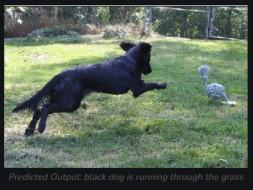 Predicted Output: black dog is running through the grass